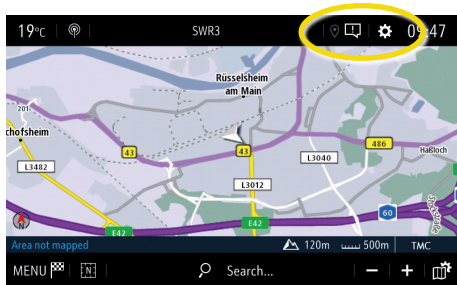 19°C SWR3 09:47
Rüsselsheim
am Main
201
chofsheim
43
43
486
Haßloch
L3482
L3040
L3012
60
E42
E42
N
Area not mapped 120m 500m TMC
MENU N Search... − +